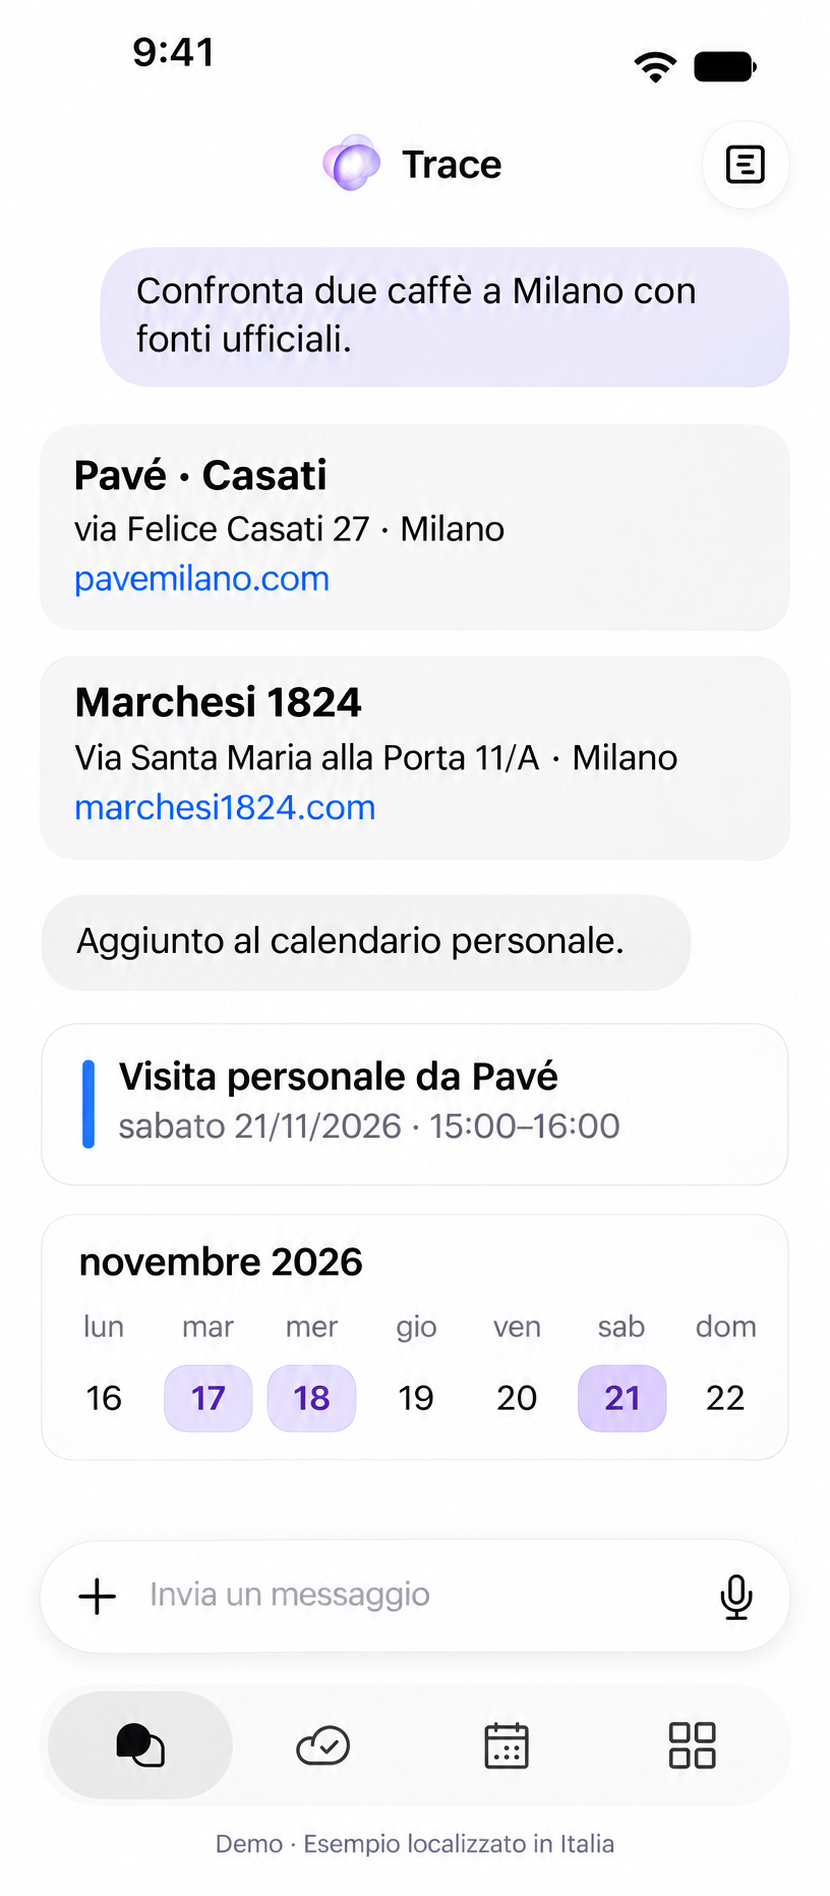 9:41
Trace
Confronta due caffè a Milano con
fonti ufficiali.
Pavé · Casati
via Felice Casati 27 · Milano
pavemilano.com
Marchesi 1824
Via Santa Maria alla Porta 11/A · Milano
marchesi1824.com
Aggiunto al calendario personale.
Visita personale da Pavé
sabato 21/11/2026 · 15:00–16:00
novembre 2026
lun mar mer gio ven sab dom
16 17 18 19 20 21 22
Invia un messaggio
Demo · Esempio localizzato in Italia